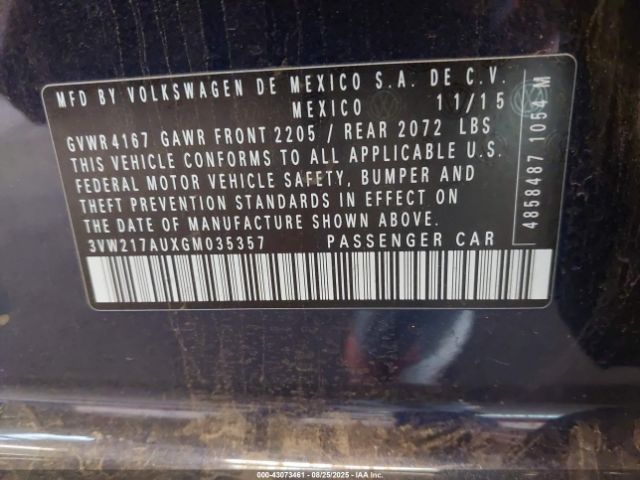 MFD BY VOLKSWAGEN DE MEXICO S.A. DE C.V.
MEXICO 11/15
GVWR4167 GAWR FRONT 2205 / REAR 2072 LBS
THIS VEHICLE CONFORMS TO ALL APPLICABLE U.S.
FEDERAL MOTOR VEHICLE SAFETY, BUMPER AND
THEFT PREVENTION STANDARDS IN EFFECT ON
THE DATE OF MANUFACTURE SHOWN ABOVE.
3VW217AUXGM035357 PASSENGER CAR
4858487 1054 M
000-43073461 - 08/25/2025 - IAA Inc.